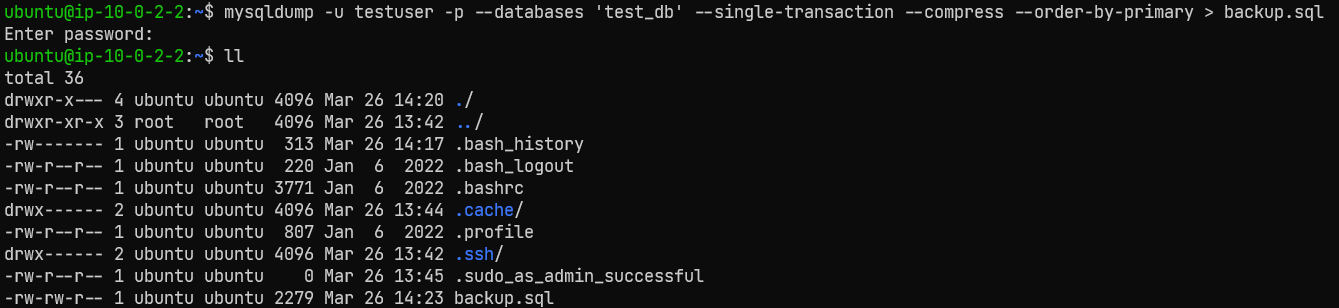 ubuntu@ip-10-0-2-2:~$ mysqldump -u testuser -p --databases 'test_db' --single-transaction --compress --order-by-primary > backup.sql
Enter password:
ubuntu@ip-10-0-2-2:~$ ll
total 36
drwxr-x--- 4 ubuntu ubuntu 4096 Mar 26 14:20 ./
drwxr-xr-x 3 root   root   4096 Mar 26 13:42 ../
-rw------- 1 ubuntu ubuntu  313 Mar 26 14:17 .bash_history
-rw-r--r-- 1 ubuntu ubuntu  220 Jan  6  2022 .bash_logout
-rw-r--r-- 1 ubuntu ubuntu 3771 Jan  6  2022 .bashrc
drwx------ 2 ubuntu ubuntu 4096 Mar 26 13:44 .cache/
-rw-r--r-- 1 ubuntu ubuntu  807 Jan  6  2022 .profile
drwx------ 2 ubuntu ubuntu 4096 Mar 26 13:42 .ssh/
-rw-r--r-- 1 ubuntu ubuntu    0 Mar 26 13:45 .sudo_as_admin_successful
-rw-rw-r-- 1 ubuntu ubuntu 2279 Mar 26 14:23 backup.sql